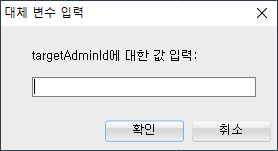 대체 변수 입력
targetAdminId에 대한 값 입력:
확인
취소